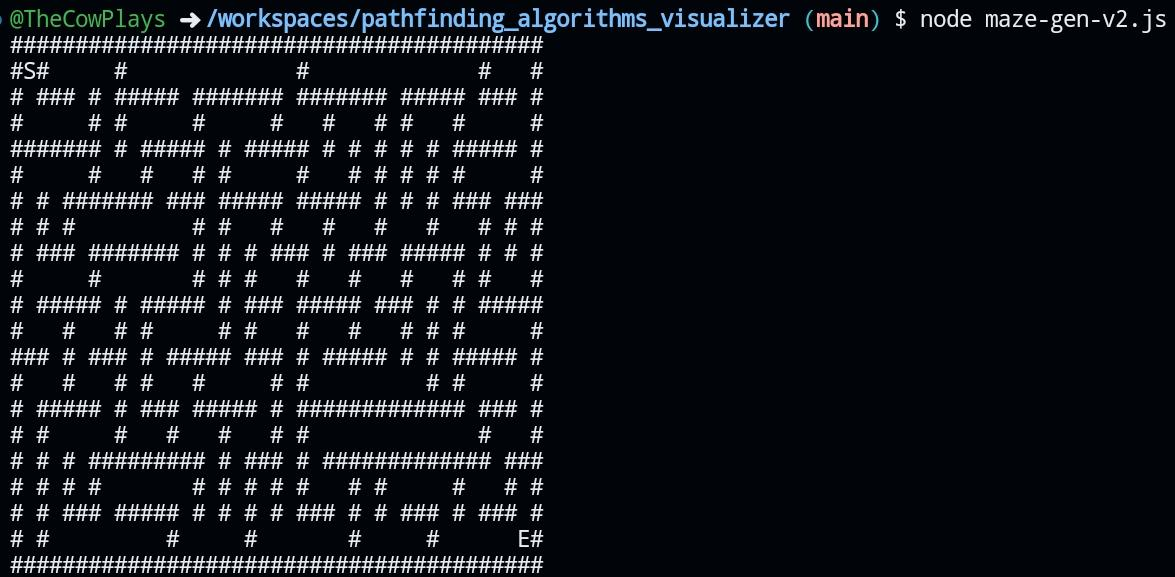 @TheCowPlays ➜ /workspaces/pathfinding_algorithms_visualizer (main) $ node maze-gen-v2.js
#########################################
#S#     #             #             #   #
# ### # ##### ####### ####### ##### ### #
#     # #     #     #   #   # #   #     #
####### # ##### # ##### # # # # # ##### #
#     #   #   # #     #   # # # # #     #
# # ####### ### ##### ##### # # # ### ###
# # #         # #   #   #   #   #   # # #
# ### ####### # # # ### # ### ##### # # #
#     #       # # #   #   #   #   # #   #
# ##### # ##### # ### ##### ### # # #####
#   #   # #     # #   #   #   # # #     #
### # ### # ##### ### # ##### # # ##### #
#   #   # #   #     # #         # #     #
# ##### # ### ##### # ############# ### #
# #     #   #   #   # #             #   #
# # # ######### # ### # ############# ###
# # # #       # # # # #   # #     #   # #
# # ### ##### # # # # ### # # ### # ### #
# #         #     #       #     #      E#
#########################################